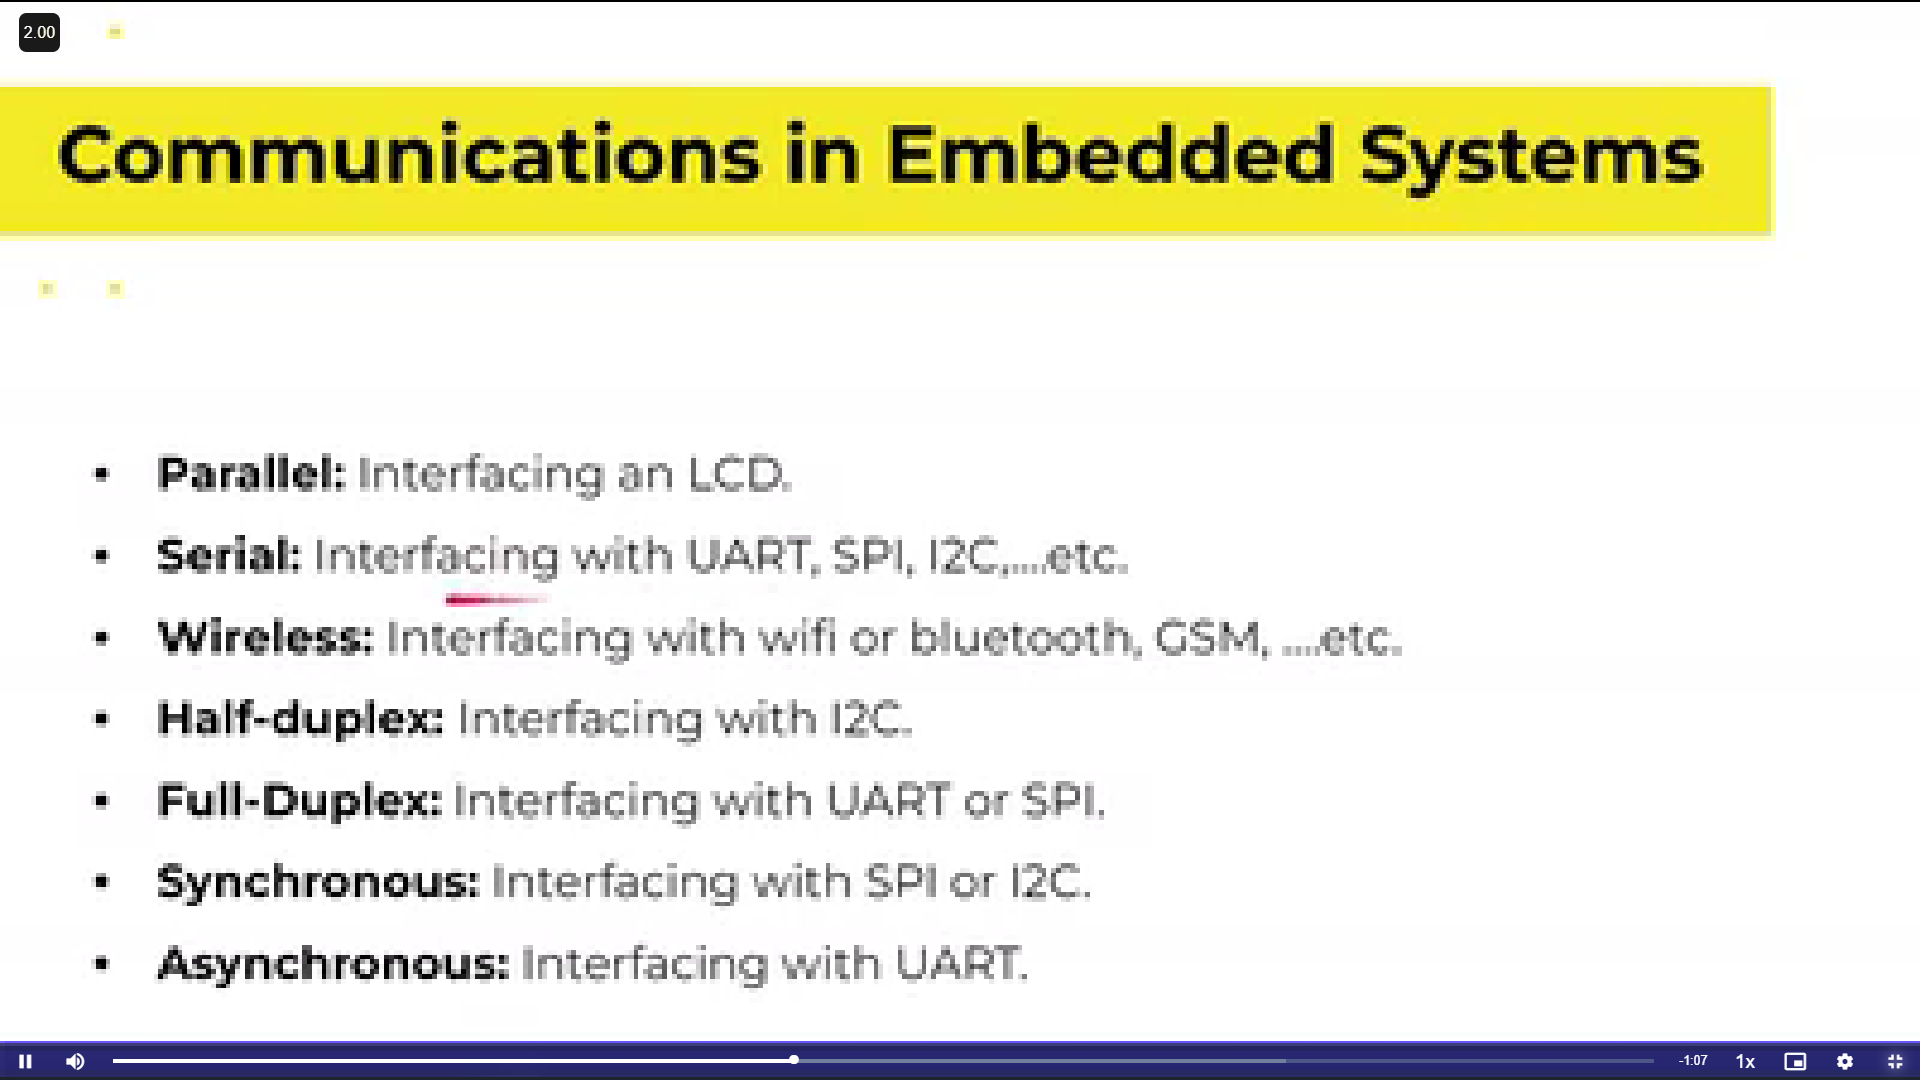 2.00
Communications in Embedded Systems
• Parallel: Interfacing an LCD.
• Serial: Interfacing with UART, SPI, I2C,....etc.
• Wireless: Interfacing with wifi or bluetooth, GSM, ....etc.
• Half-duplex: Interfacing with I2C.
• Full-Duplex: Interfacing with UART or SPI.
• Synchronous: Interfacing with SPI or I2C.
• Asynchronous: Interfacing with UART.
-1:07 1x